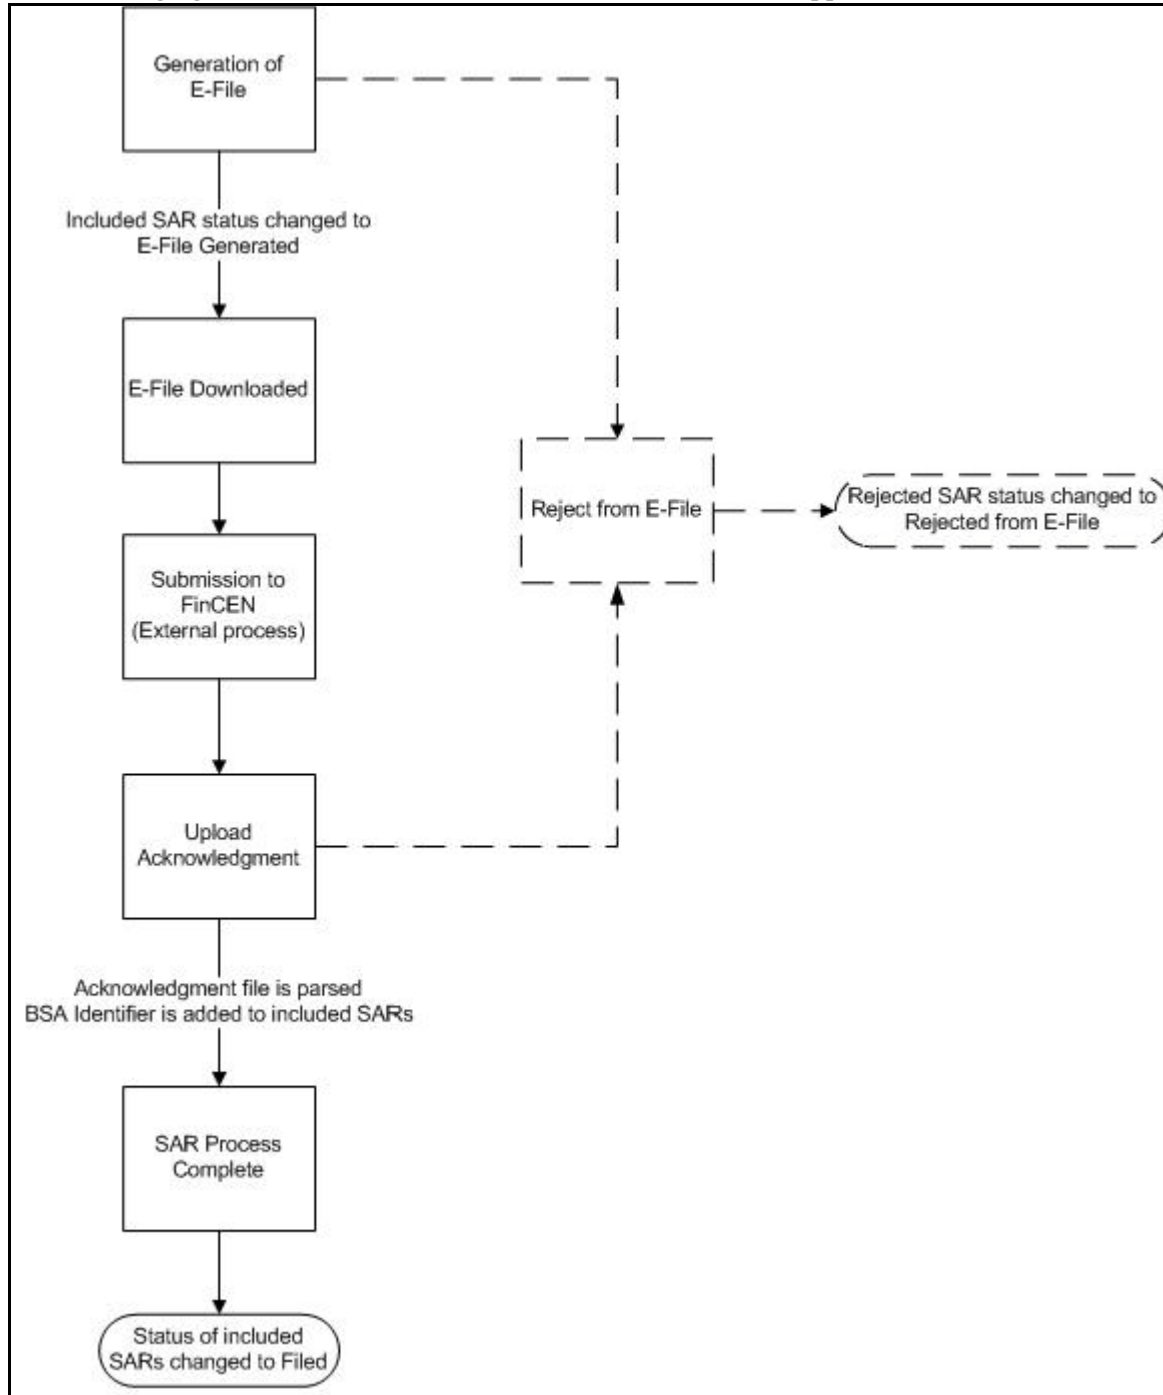 Generation of
E-File
Included SAR status changed to
E-File Generated
E-File Downloaded
Reject from E-File
Rejected SAR status changed to
Rejected from E-File
Submission to
FinCEN
(External process)
Upload
Acknowledgment
Acknowledgment file is parsed
BSA Identifier is added to included SARs
SAR Process
Complete
Status of included
SARs changed to Filed